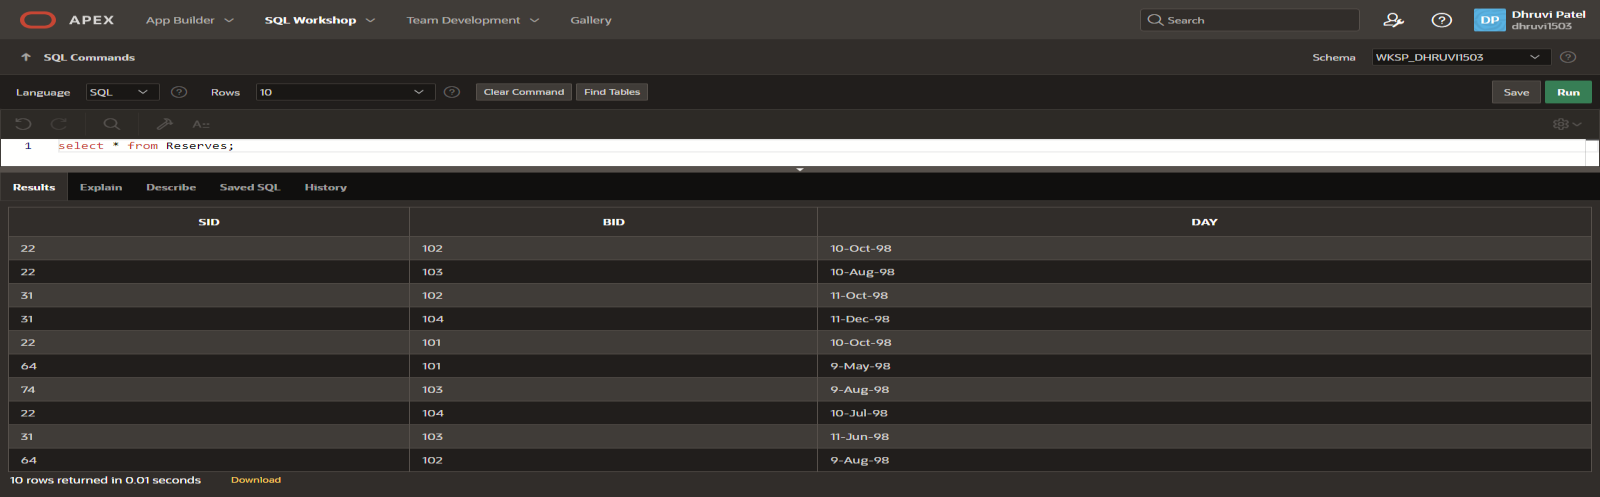 APEX App Builder SQL Workshop Team Development Gallery Search DP Dhruvi Patel
dhruvi1503
SQL Commands Schema WKSP_DHRUVI1503
Language SQL Rows 10 Clear Command Find Tables Save Run
A
1 select * from Reserves;
Results Explain Describe Saved SQL History
SID BID DAY
22 102 10-Oct-98
22 103 10-Aug-98
31 102 11-Oct-98
31 104 11-Dec-98
22 101 10-Oct-98
64 101 9-May-98
74 103 9-Aug-98
22 104 10-Jul-98
31 103 11-Jun-98
64 102 9-Aug-98
10 rows returned in 0.01 seconds Download